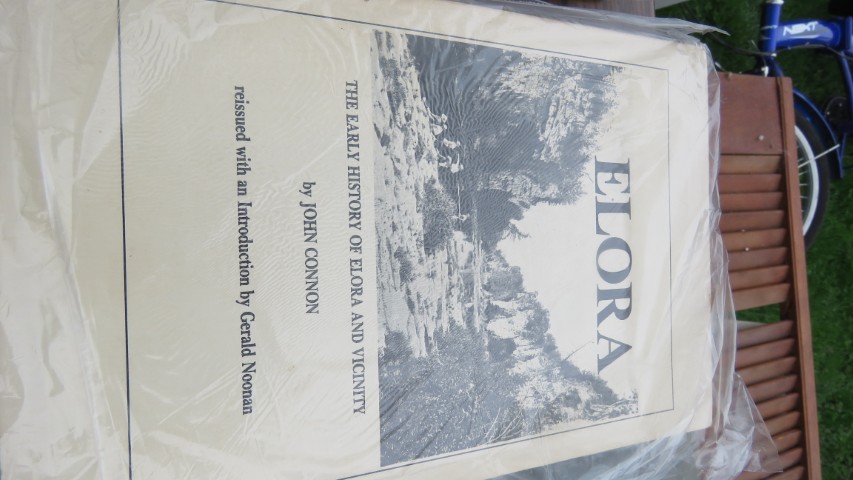 ELORA
THE EARLY HISTORY OF ELORA AND VICINITY
by JOHN CONNON
reissued with an Introduction by Gerald Noonan
NEXT